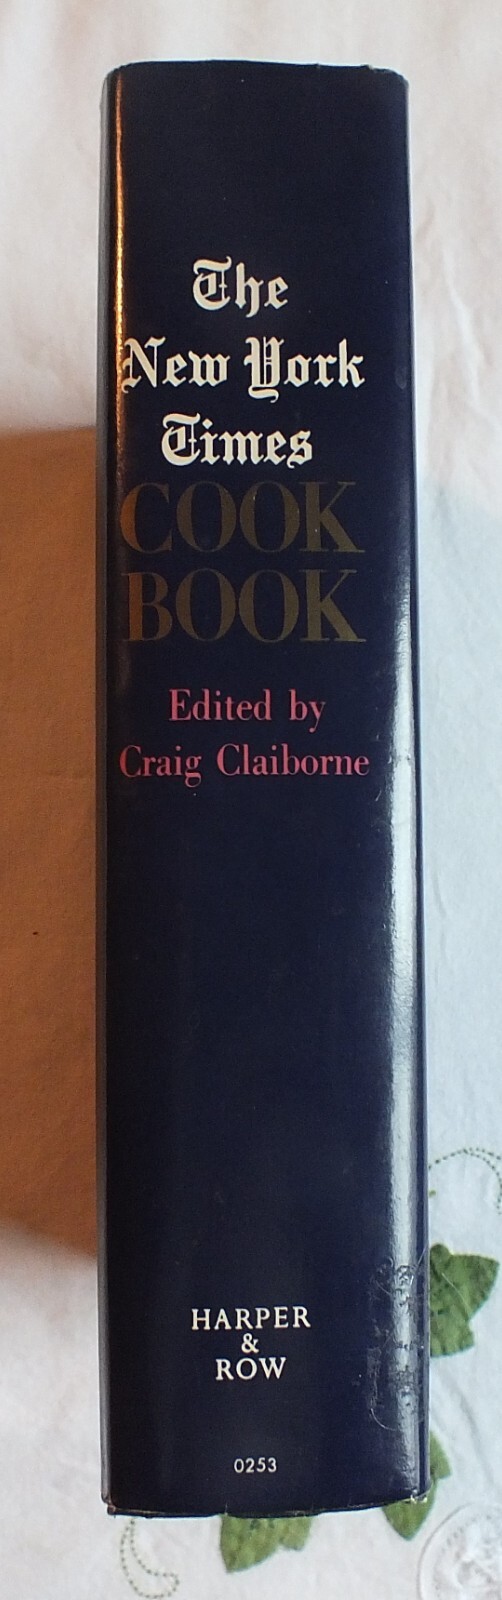 The
New York
Times
COOK
BOOK
Edited by
Craig Claiborne
HARPER
&
ROW
0253